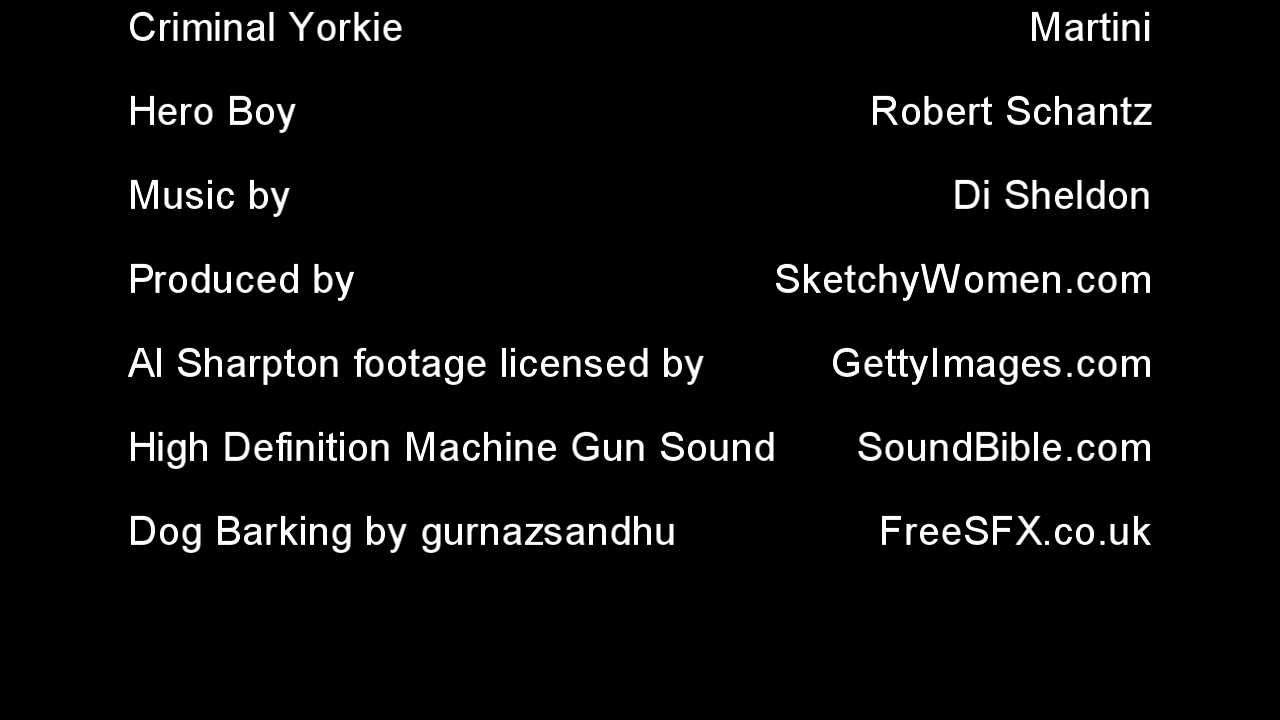 Criminal Yorkie Martini
Hero Boy Robert Schantz
Music by Di Sheldon
Produced by SketchyWomen.com
Al Sharpton footage licensed by GettyImages.com
High Definition Machine Gun Sound SoundBible.com
Dog Barking by gurnazsandhu FreeSFX.co.uk